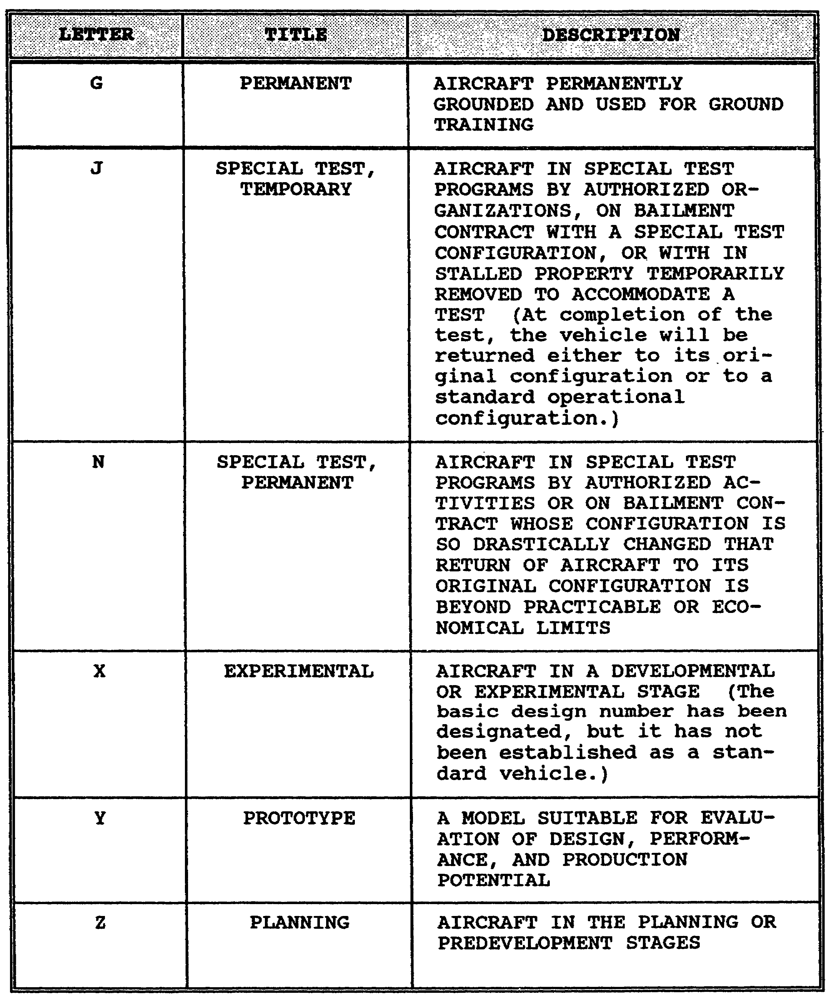 LETTER TITLE DESCRIPTION
G PERMANENT AIRCRAFT PERMANENTLY
GROUNDED AND USED FOR GROUND
TRAINING
J SPECIAL TEST, AIRCRAFT IN SPECIAL TEST
TEMPORARY PROGRAMS BY AUTHORIZED OR-
GANIZATIONS, ON BAILMENT
CONTRACT WITH A SPECIAL TEST
CONFIGURATION, OR WITH IN
STALLED PROPERTY TEMPORARILY
REMOVED TO ACCOMMODATE A
TEST (At completion of the
test, the vehicle will be
returned either to its ori-
ginal configuration or to a
standard operational
configuration.)
N SPECIAL TEST, AIRCRAFT IN SPECIAL TEST
PERMANENT PROGRAMS BY AUTHORIZED AC-
TIVITIES OR ON BAILMENT CON-
TRACT WHOSE CONFIGURATION IS
SO DRASTICALLY CHANGED THAT
RETURN OF AIRCRAFT TO ITS
ORIGINAL CONFIGURATION IS
BEYOND PRACTICABLE OR ECO-
NOMICAL LIMITS
X EXPERIMENTAL AIRCRAFT IN A DEVELOPMENTAL
OR EXPERIMENTAL STAGE (The
basic design number has been
designated, but it has not
been established as a stan-
dard vehicle.)
Y PROTOTYPE A MODEL SUITABLE FOR EVALU-
ATION OF DESIGN, PERFORM-
ANCE, AND PRODUCTION
POTENTIAL
Z PLANNING AIRCRAFT IN THE PLANNING OR
PREDEVELOPMENT STAGES